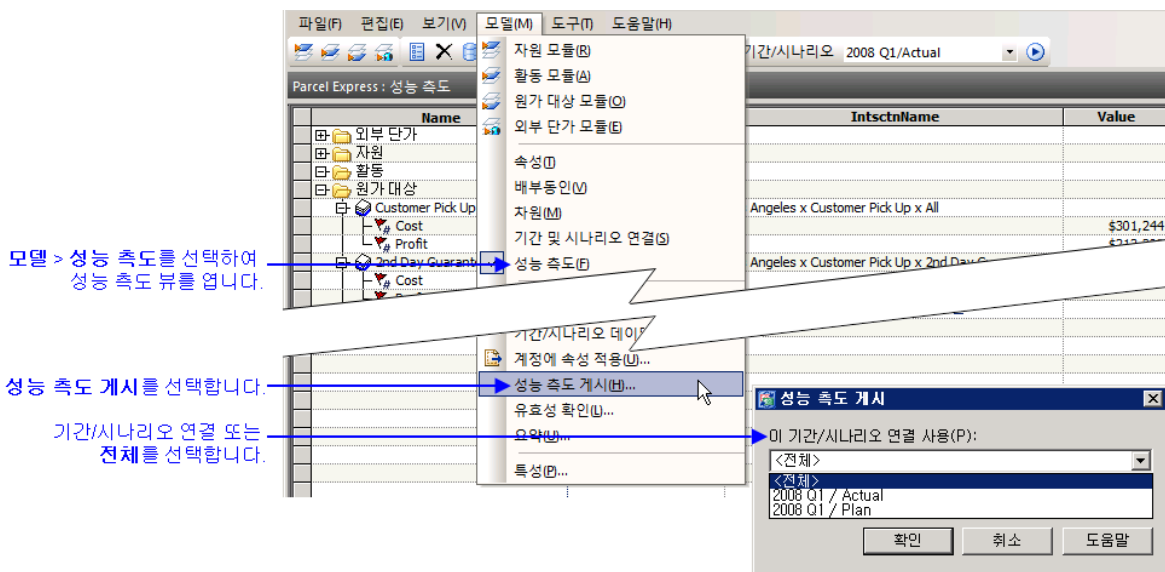 파일(F) 편집(E) 보기(V) 모델(M) 도구(T) 도움말(H)
기간/시나리오 2008 Q1/Actual
Parcel Express : 성능 측도
Name IntsctnName Value
외부 단가
자원
활동
원가 대상
Customer Pick Up Angeles x Customer Pick Up x All
Cost $301,244
Profit
2nd Day Guarant Angeles x Customer Pick Up x 2nd Day
Cost
자원 모듈(R)
활동 모듈(A)
원가 대상 모듈(O)
외부 단가 모듈(E)
속성(I)
배부동인(V)
차원(M)
기간 및 시나리오 연결(S)
성능 측도(F)
기간/시나리오
계정에 속성 적용(U)...
성능 측도 게시(H)...
유효성 확인(L)...
요약(U)...
특성(P)...
모델 > 성능 측도를 선택하여
성능 측도 뷰를 엽니다.
성능 측도 게시를 선택합니다.
기간/시나리오 연결 또는
전체를 선택합니다.
성능 측도 게시
이 기간/시나리오 연결 사용(P):
<전체>
<전체>
2008 Q1 / Actual
2008 Q1 / Plan
확인 취소 도움말